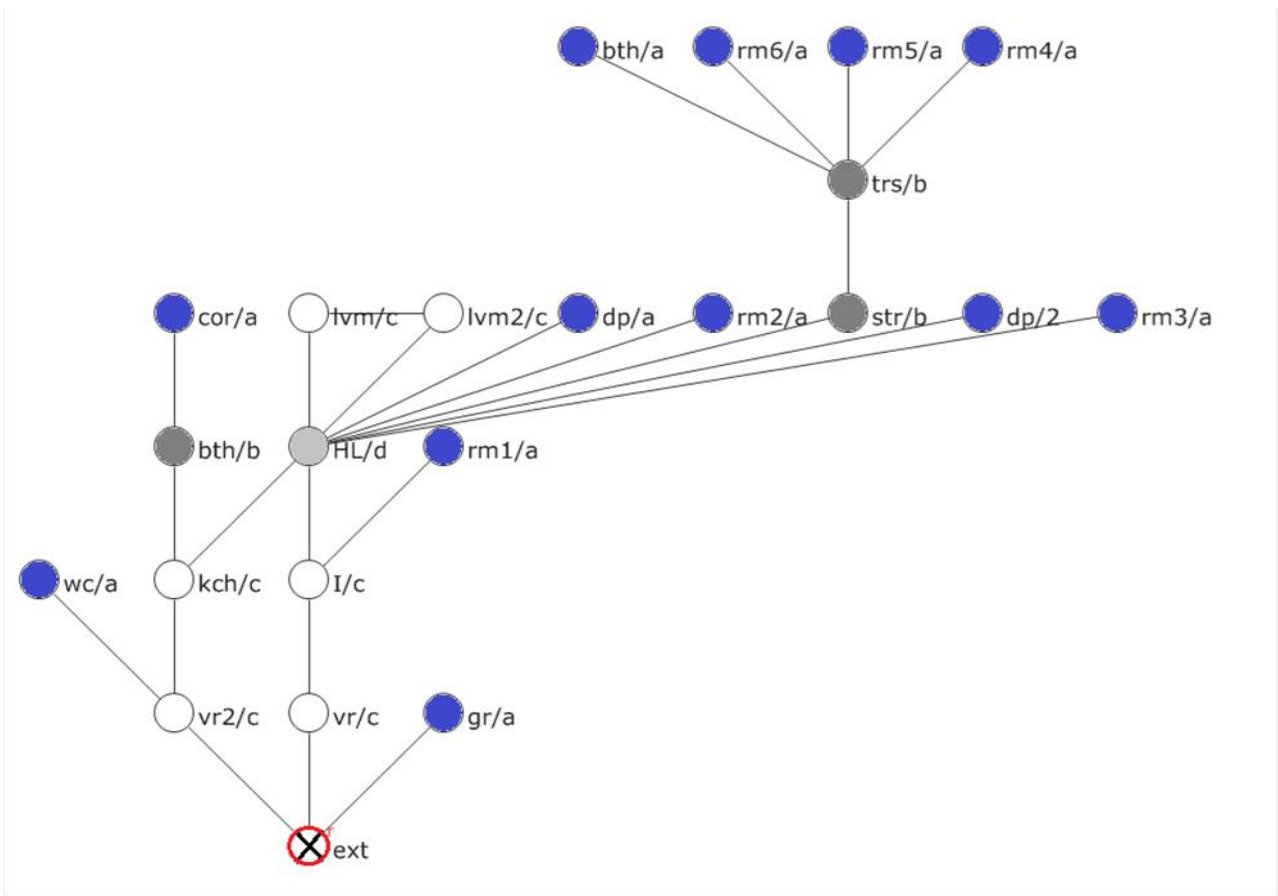 bth/a rm6/a rm5/a rm4/a
trs/b
cor/a lvm/c lvm2/c dp/a rm2/a str/b dp/2 rm3/a
bth/b HL/d rm1/a
wc/a kch/c I/c
vr2/c vr/c gr/a
r
ext